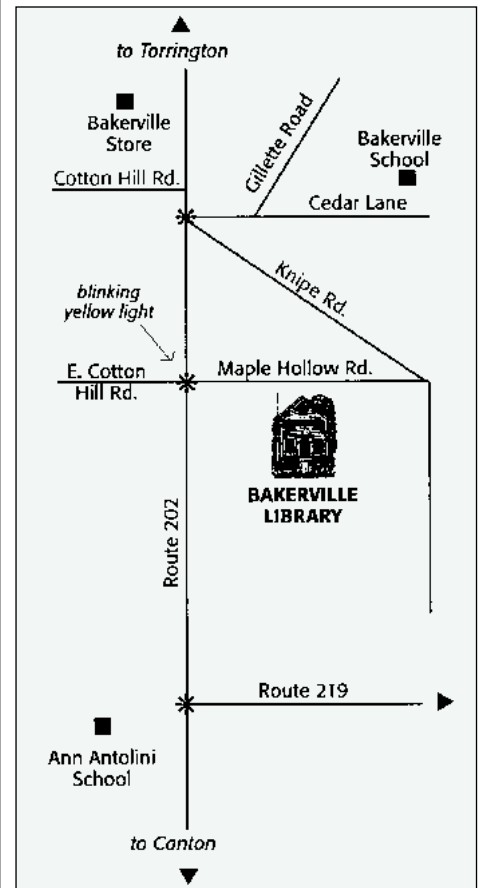 to Torrington
Bakerville
Store
Gillette Road
Bakerville
School
Cotton Hill Rd.
Cedar Lane
Knipe Rd.
blinking
yellow light
E. Cotton
Hill Rd.
Maple Hollow Rd.
BAKERVILLE
LIBRARY
Route 202
Route 219
Ann Antolini
School
to Canton